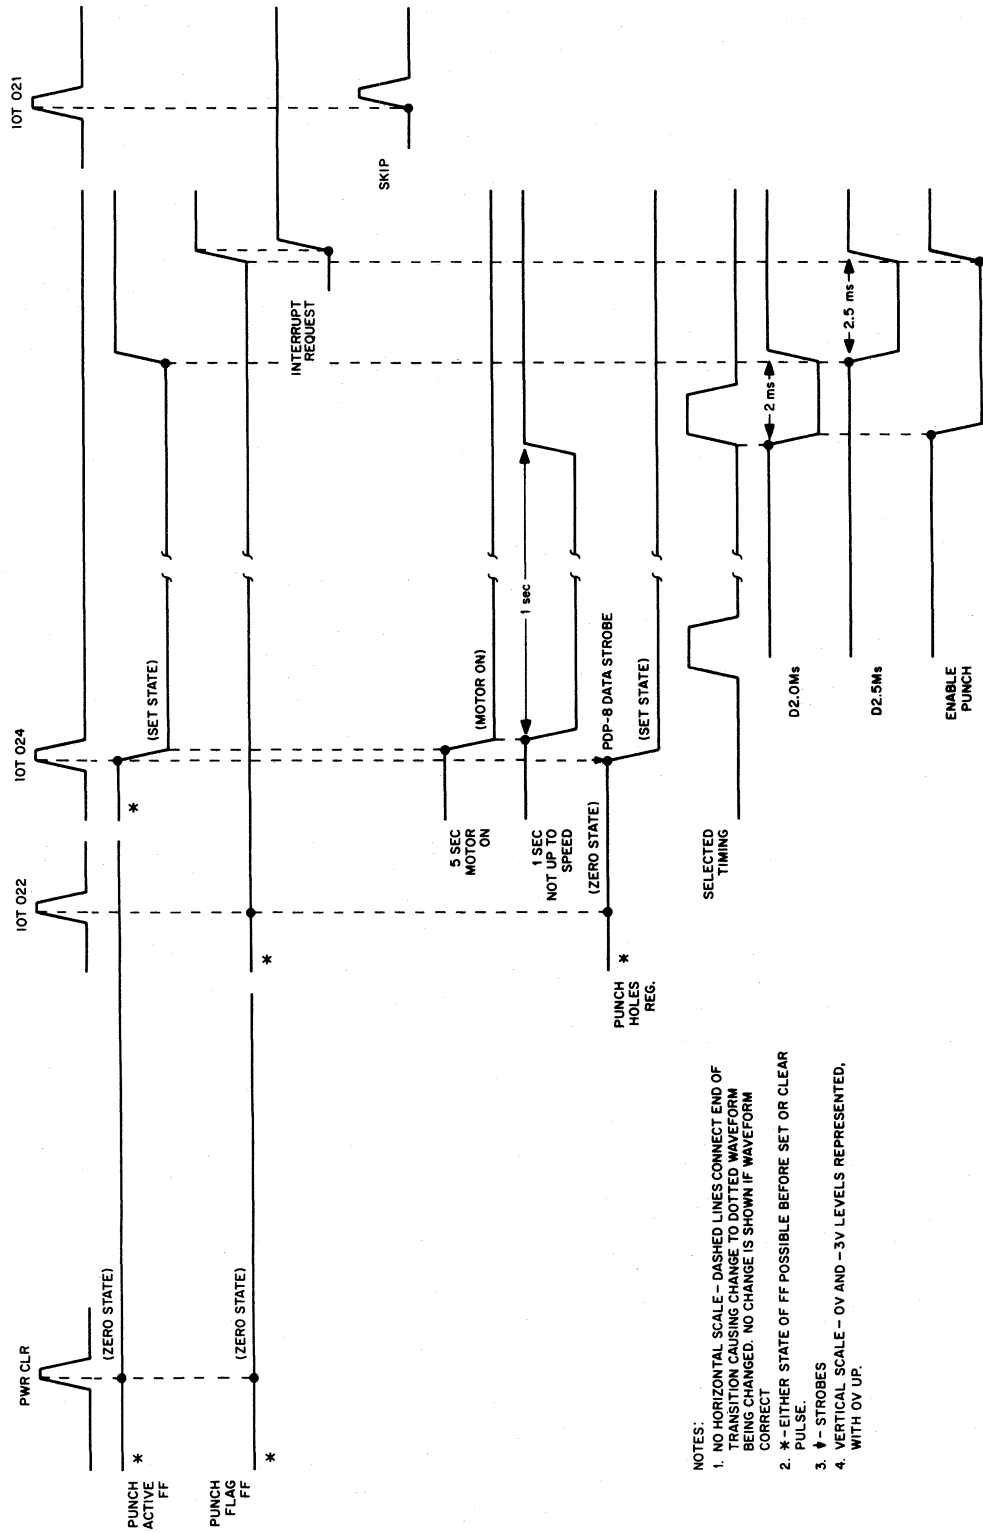 PWR CLR
IOT 022
IOT 024
IOT 021
PUNCH
ACTIVE
FF
*
(ZERO STATE)
*
(SET STATE)
PUNCH
FLAG
FF
*
(ZERO STATE)
*
INTERRUPT
REQUEST
SKIP
5 SEC
MOTOR
ON
(MOTOR ON)
1 SEC
NOT UP TO
SPEED
1 sec
PUNCH
HOLES
REG.
*
(ZERO STATE)
PDP-8 DATA STROBE
(SET STATE)
SELECTED
TIMING
D2.0Ms
2 ms
D2.5Ms
2.5 ms
ENABLE
PUNCH
NOTES:
1. NO HORIZONTAL SCALE – DASHED LINES CONNECT END OF
TRANSITION CAUSING CHANGE TO DOTTED WAVEFORM
BEING CHANGED. NO CHANGE IS SHOWN IF WAVEFORM
CORRECT
2. * – EITHER STATE OF FF POSSIBLE BEFORE SET OR CLEAR
PULSE.
3. – STROBES
4. VERTICAL SCALE – 0V AND –3V LEVELS REPRESENTED,
WITH 0V UP.